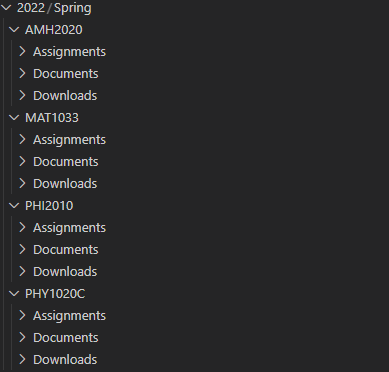 2022/Spring
AMH2020
Assignments
Documents
Downloads
MAT1033
Assignments
Documents
Downloads
PHI2010
Assignments
Documents
Downloads
PHY1020C
Assignments
Documents
Downloads